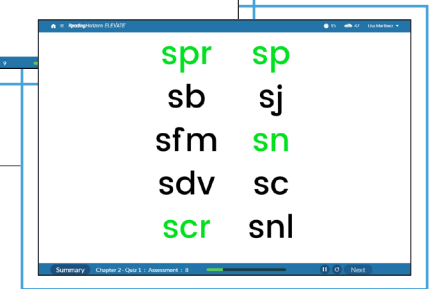 Reading Horizons ELEVATE
Lisa Martinez
spr sp
sb sj
sfm sn
sdv sc
scr snl
Summary Chapter 2 - Quiz 1 : Assessment : 8 Next